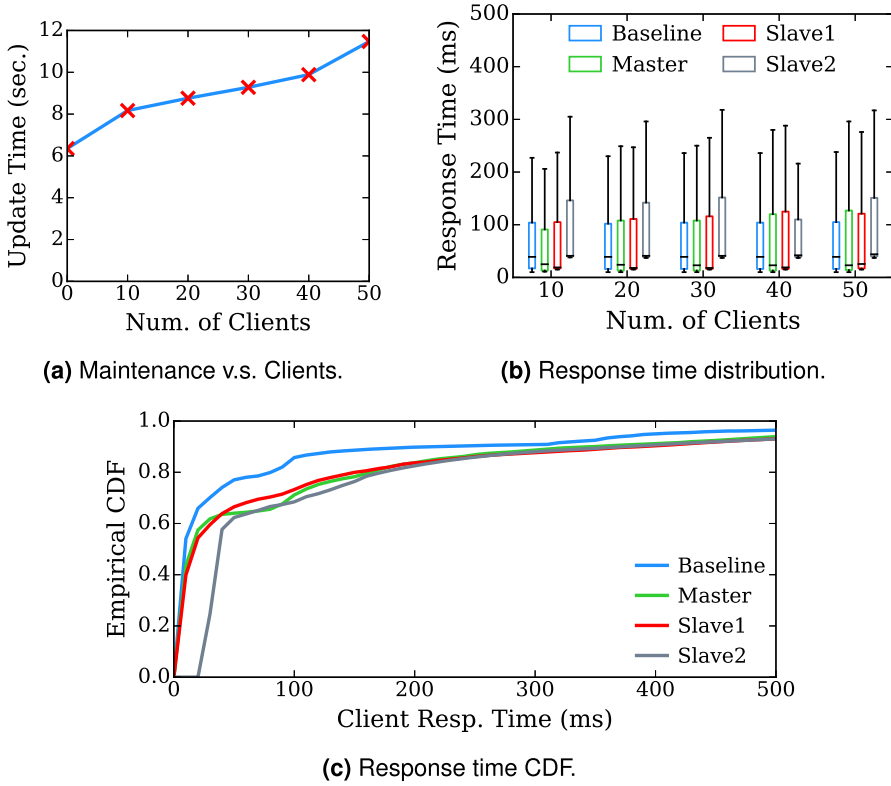 12
10
8
6
4
2
0
0 10 20 30 40 50
Update Time (sec.)
Num. of Clients
(a) Maintenance v.s. Clients.
500
400
300
200
100
0
10 20 30 40 50
Response Time (ms)
Baseline
Master
Slave1
Slave2
Num. of Clients
(b) Response time distribution.
1.0
0.8
0.6
0.4
0.2
0.0
0 100 200 300 400 500
Empirical CDF
Baseline
Master
Slave1
Slave2
Client Resp. Time (ms)
(c) Response time CDF.